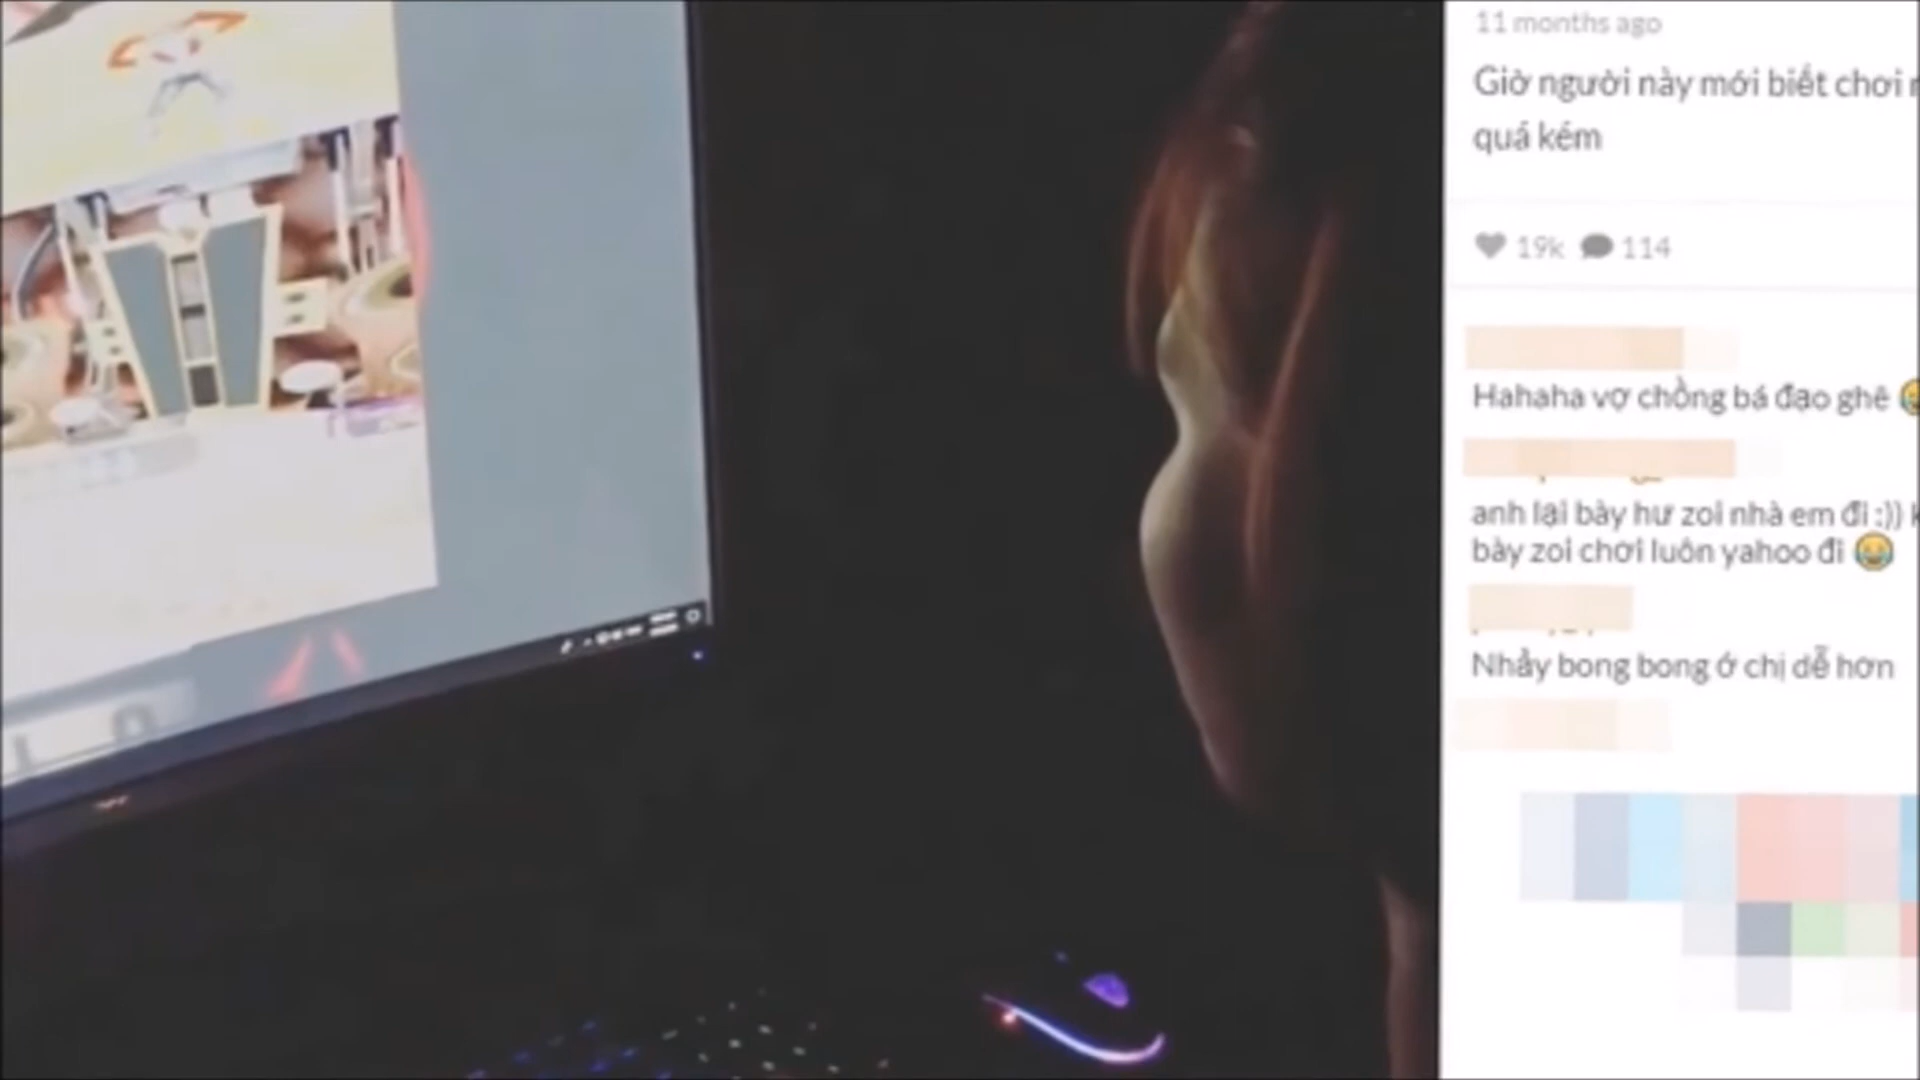 11 months ago
Giờ người này mới biết chơi
quá kém
19k 114
Hahaha vợ chồng bá đạo ghê
anh lại bày hư zoi nhà em đi :))
bày zoi chơi luôn yahoo đi
Nhảy bong bong ớ chị dễ hơn